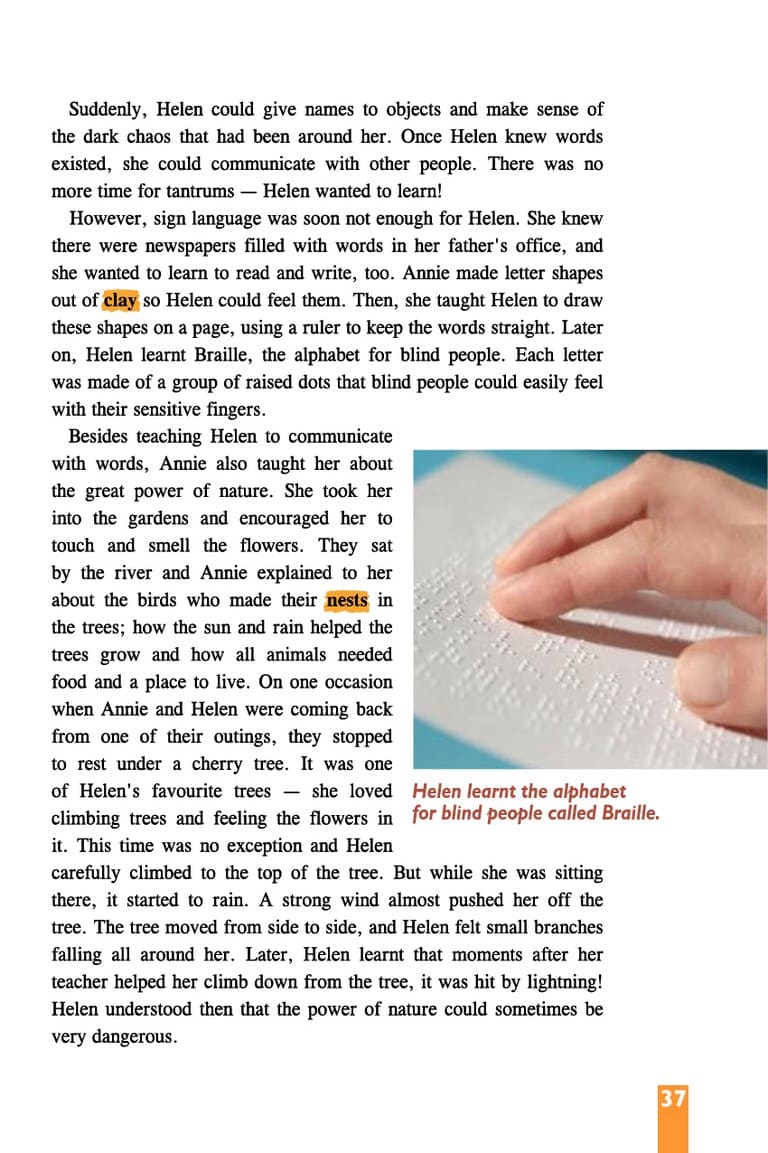 Suddenly, Helen could give names to objects and make sense of
the dark chaos that had been around her. Once Helen knew words
existed, she could communicate with other people. There was no
more time for tantrums — Helen wanted to learn!
However, sign language was soon not enough for Helen. She knew
there were newspapers filled with words in her father's office, and
she wanted to learn to read and write, too. Annie made letter shapes
out of clay so Helen could feel them. Then, she taught Helen to draw
these shapes on a page, using a ruler to keep the words straight. Later
on, Helen learnt Braille, the alphabet for blind people. Each letter
was made of a group of raised dots that blind people could easily feel
with their sensitive fingers.
Besides teaching Helen to communicate
with words, Annie also taught her about
the great power of nature. She took her
into the gardens and encouraged her to
touch and smell the flowers. They sat
by the river and Annie explained to her
about the birds who made their nests in
the trees; how the sun and rain helped the
trees grow and how all animals needed
food and a place to live. On one occasion
when Annie and Helen were coming back
from one of their outings, they stopped
to rest under a cherry tree. It was one
of Helen's favourite trees — she loved
climbing trees and feeling the flowers in
it. This time was no exception and Helen
carefully climbed to the top of the tree. But while she was sitting
there, it started to rain. A strong wind almost pushed her off the
tree. The tree moved from side to side, and Helen felt small branches
falling all around her. Later, Helen learnt that moments after her
teacher helped her climb down from the tree, it was hit by lightning!
Helen understood then that the power of nature could sometimes be
very dangerous.
Helen learnt the alphabet
for blind people called Braille.
37